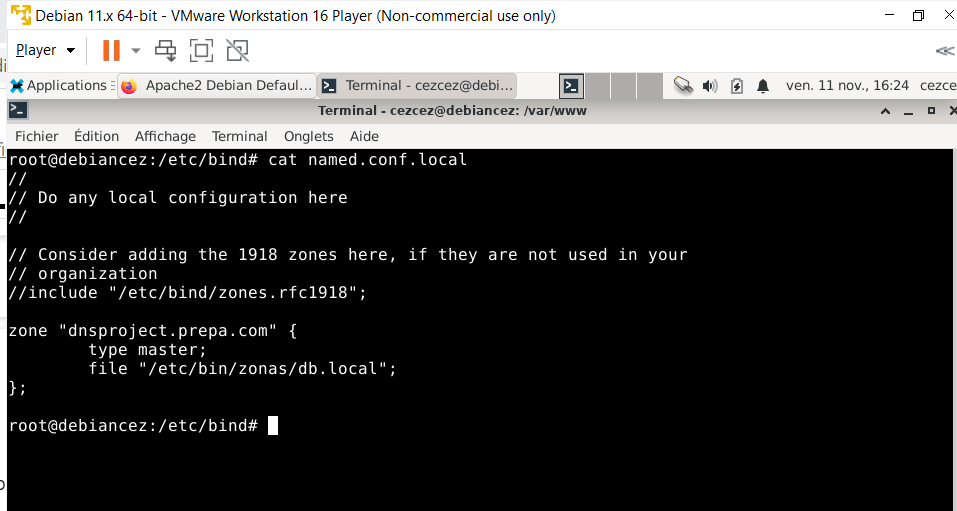 Debian 11.x 64-bit - VMware Workstation 16 Player (Non-commercial use only)
Player
Applications
Apache2 Debian Defaul...
Terminal - cezcez@debi...
ven. 11 nov., 16:24
cezce
Terminal - cezcez@debiancez: /var/www
Fichier Édition Affichage Terminal Onglets Aide
root@debiancez:/etc/bind# cat named.conf.local
//
// Do any local configuration here
//
// Consider adding the 1918 zones here, if they are not used in your
// organization
//include "/etc/bind/zones.rfc1918";
zone "dnsproject.prepa.com" {
type master;
file "/etc/bin/zonas/db.local";
};
root@debiancez:/etc/bind#